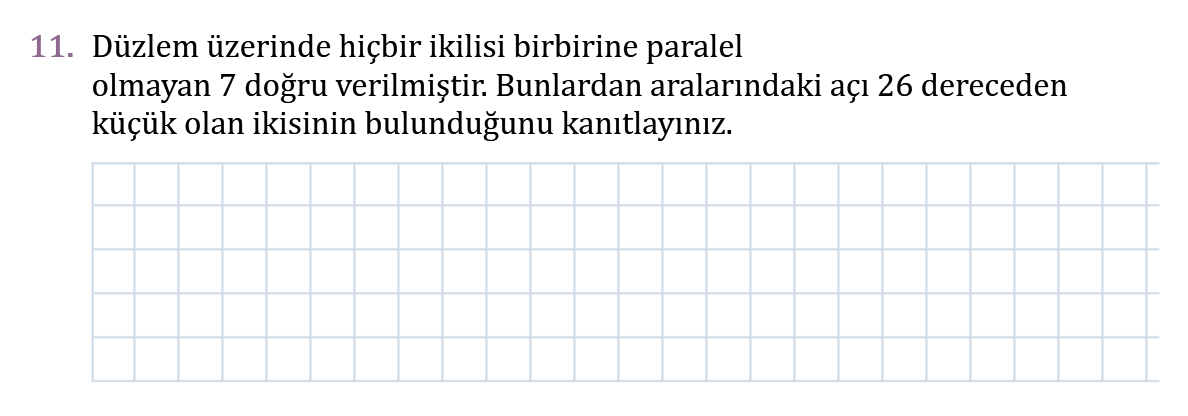 11. Düzlem üzerinde hiçbir ikilisi birbirine paralel
olmayan 7 doğru verilmiştir. Bunlardan aralarındaki açı 26 dereceden
küçük olan ikisinin bulunduğunu kanıtlayınız.